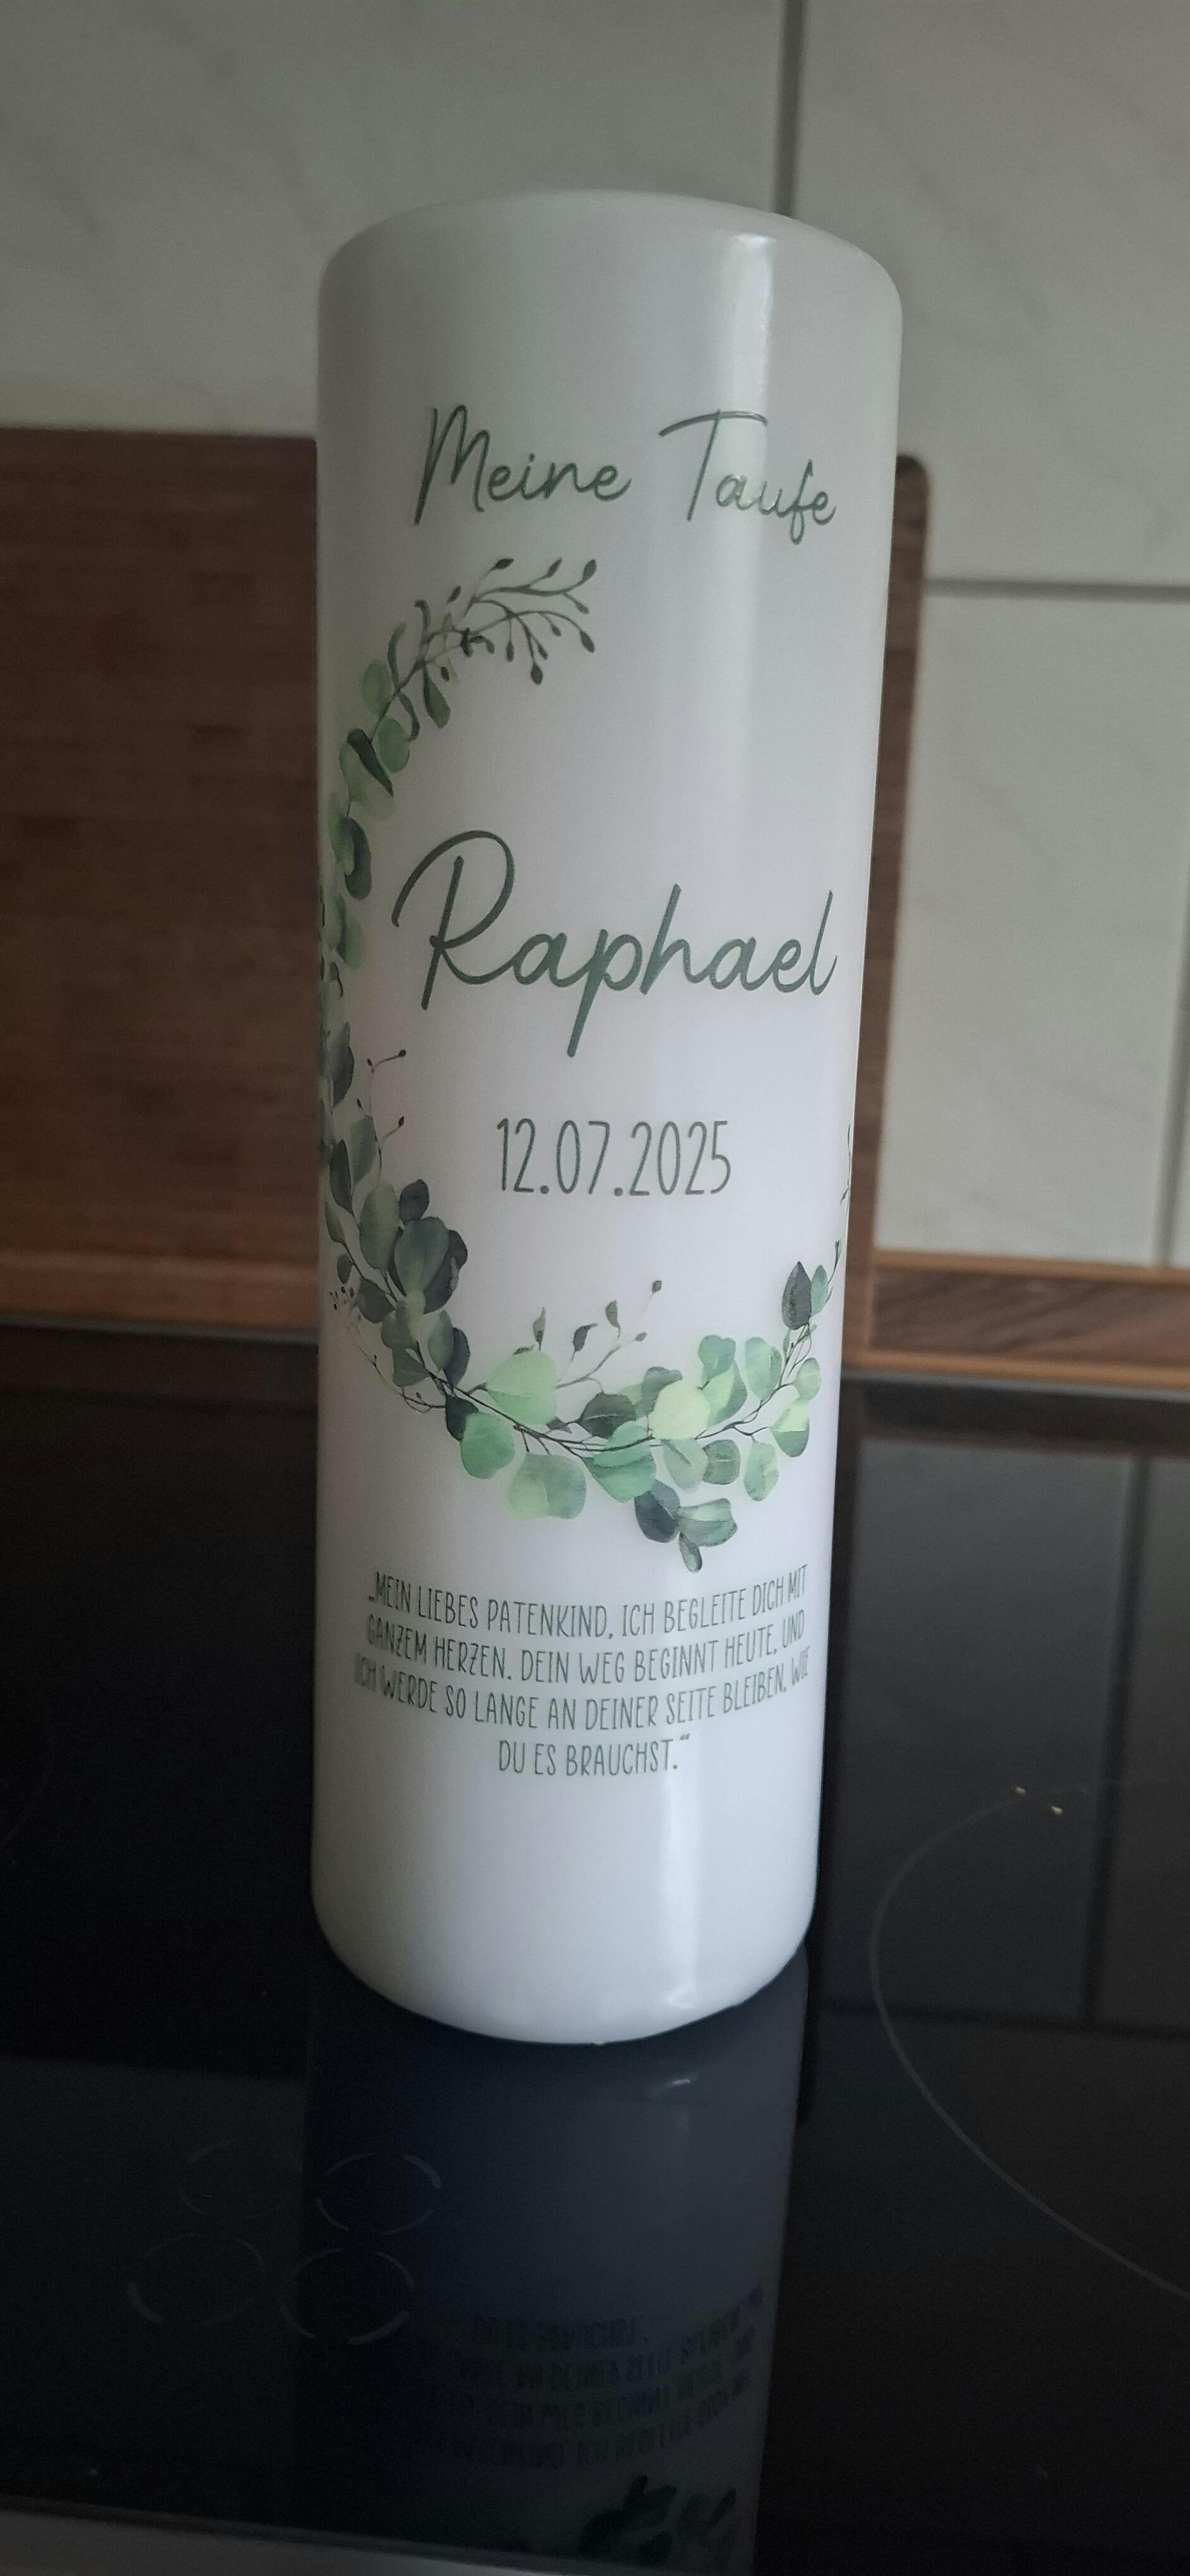 Meine Taufe
Raphael
12.07.2025
„MEIN LIEBES PATENKIND, ICH BEGLEITE DICH MIT
GANZEM HERZEN. DEIN WEG BEGINNT HEUTE, UND
ICH WERDE SO LANGE AN DEINER SEITE BLEIBEN, WIE
DU ES BRAUCHST.“